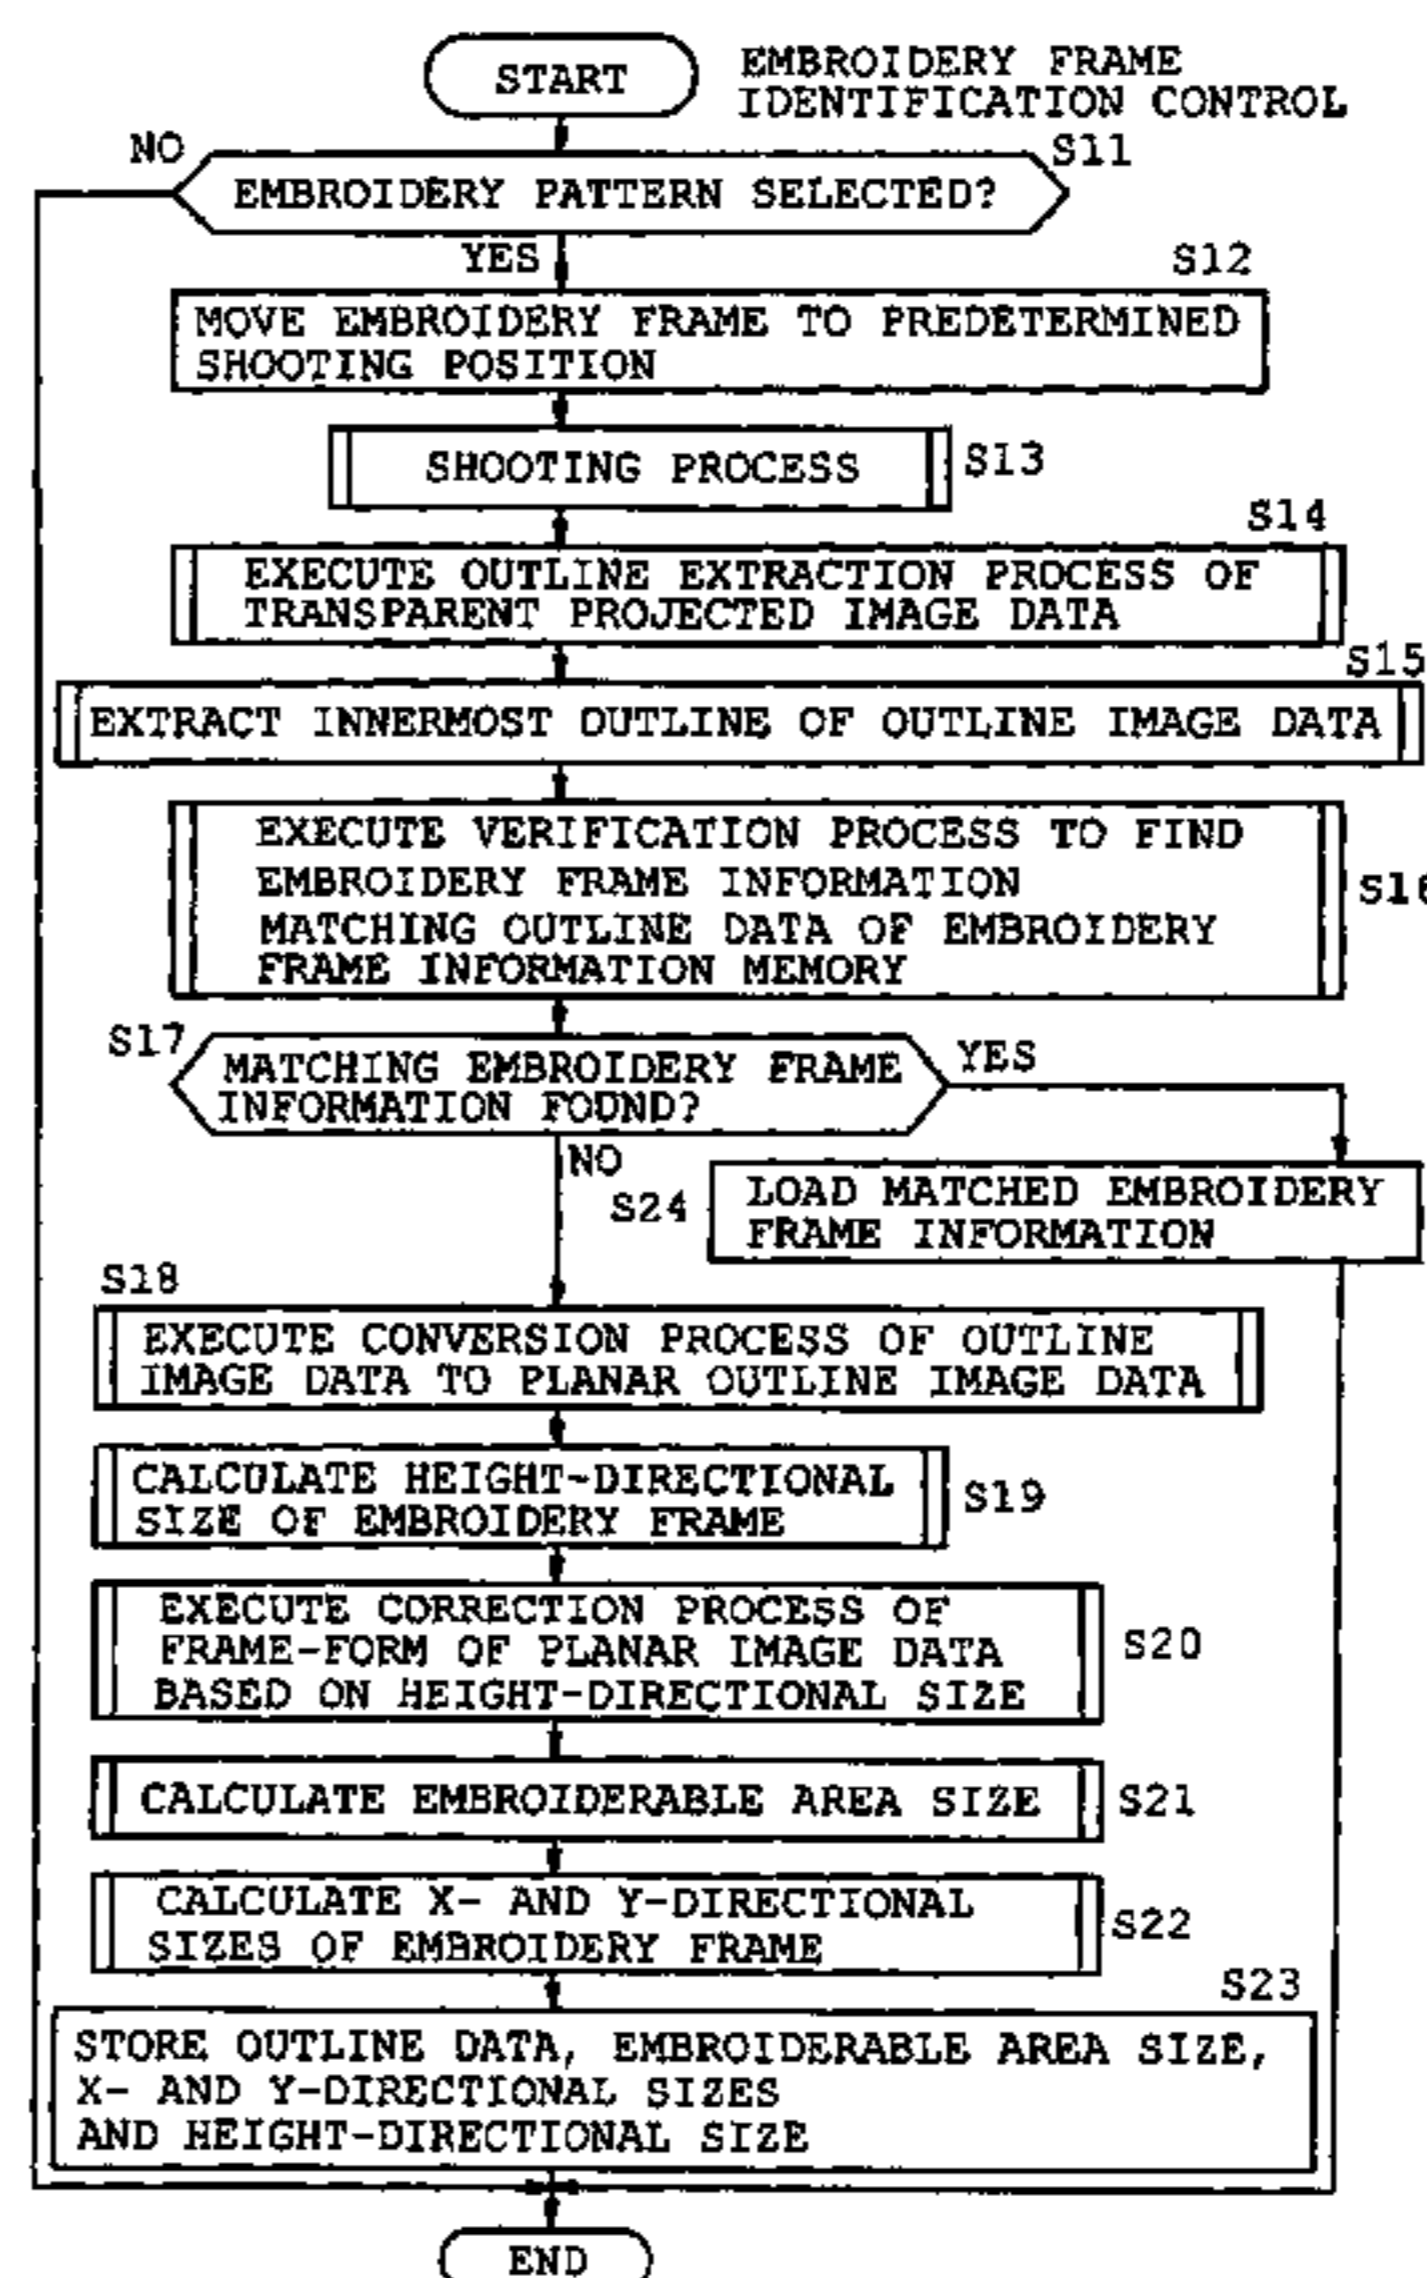 START
EMBROIDERY FRAME
IDENTIFICATION CONTROL
NO
S11
EMBROIDERY PATTERN SELECTED?
YES
S12
MOVE EMBROIDERY FRAME TO PREDETERMINED
SHOOTING POSITION
SHOOTING PROCESS
S13
S14
EXECUTE OUTLINE EXTRACTION PROCESS OF
TRANSPARENT PROJECTED IMAGE DATA
S15
EXTRACT INNERMOST OUTLINE OF OUTLINE IMAGE DATA
EXECUTE VERIFICATION PROCESS TO FIND
EMBROIDERY FRAME INFORMATION
MATCHING OUTLINE DATA OF EMBROIDERY
FRAME INFORMATION MEMORY
S16
S17
MATCHING EMBROIDERY FRAME
INFORMATION FOUND?
YES
NO
S24
LOAD MATCHED EMBROIDERY
FRAME INFORMATION
S18
EXECUTE CONVERSION PROCESS OF OUTLINE
IMAGE DATA TO PLANAR OUTLINE IMAGE DATA
CALCULATE HEIGHT-DIRECTIONAL
SIZE OF EMBROIDERY FRAME
S19
EXECUTE CORRECTION PROCESS OF
FRAME-FORM OF PLANAR IMAGE DATA
BASED ON HEIGHT-DIRECTIONAL SIZE
S20
CALCULATE EMBROIDERABLE AREA SIZE
S21
CALCULATE X- AND Y-DIRECTIONAL
SIZES OF EMBROIDERY FRAME
S22
S23
STORE OUTLINE DATA, EMBROIDERABLE AREA SIZE,
X- AND Y-DIRECTIONAL SIZES
AND HEIGHT-DIRECTIONAL SIZE
END